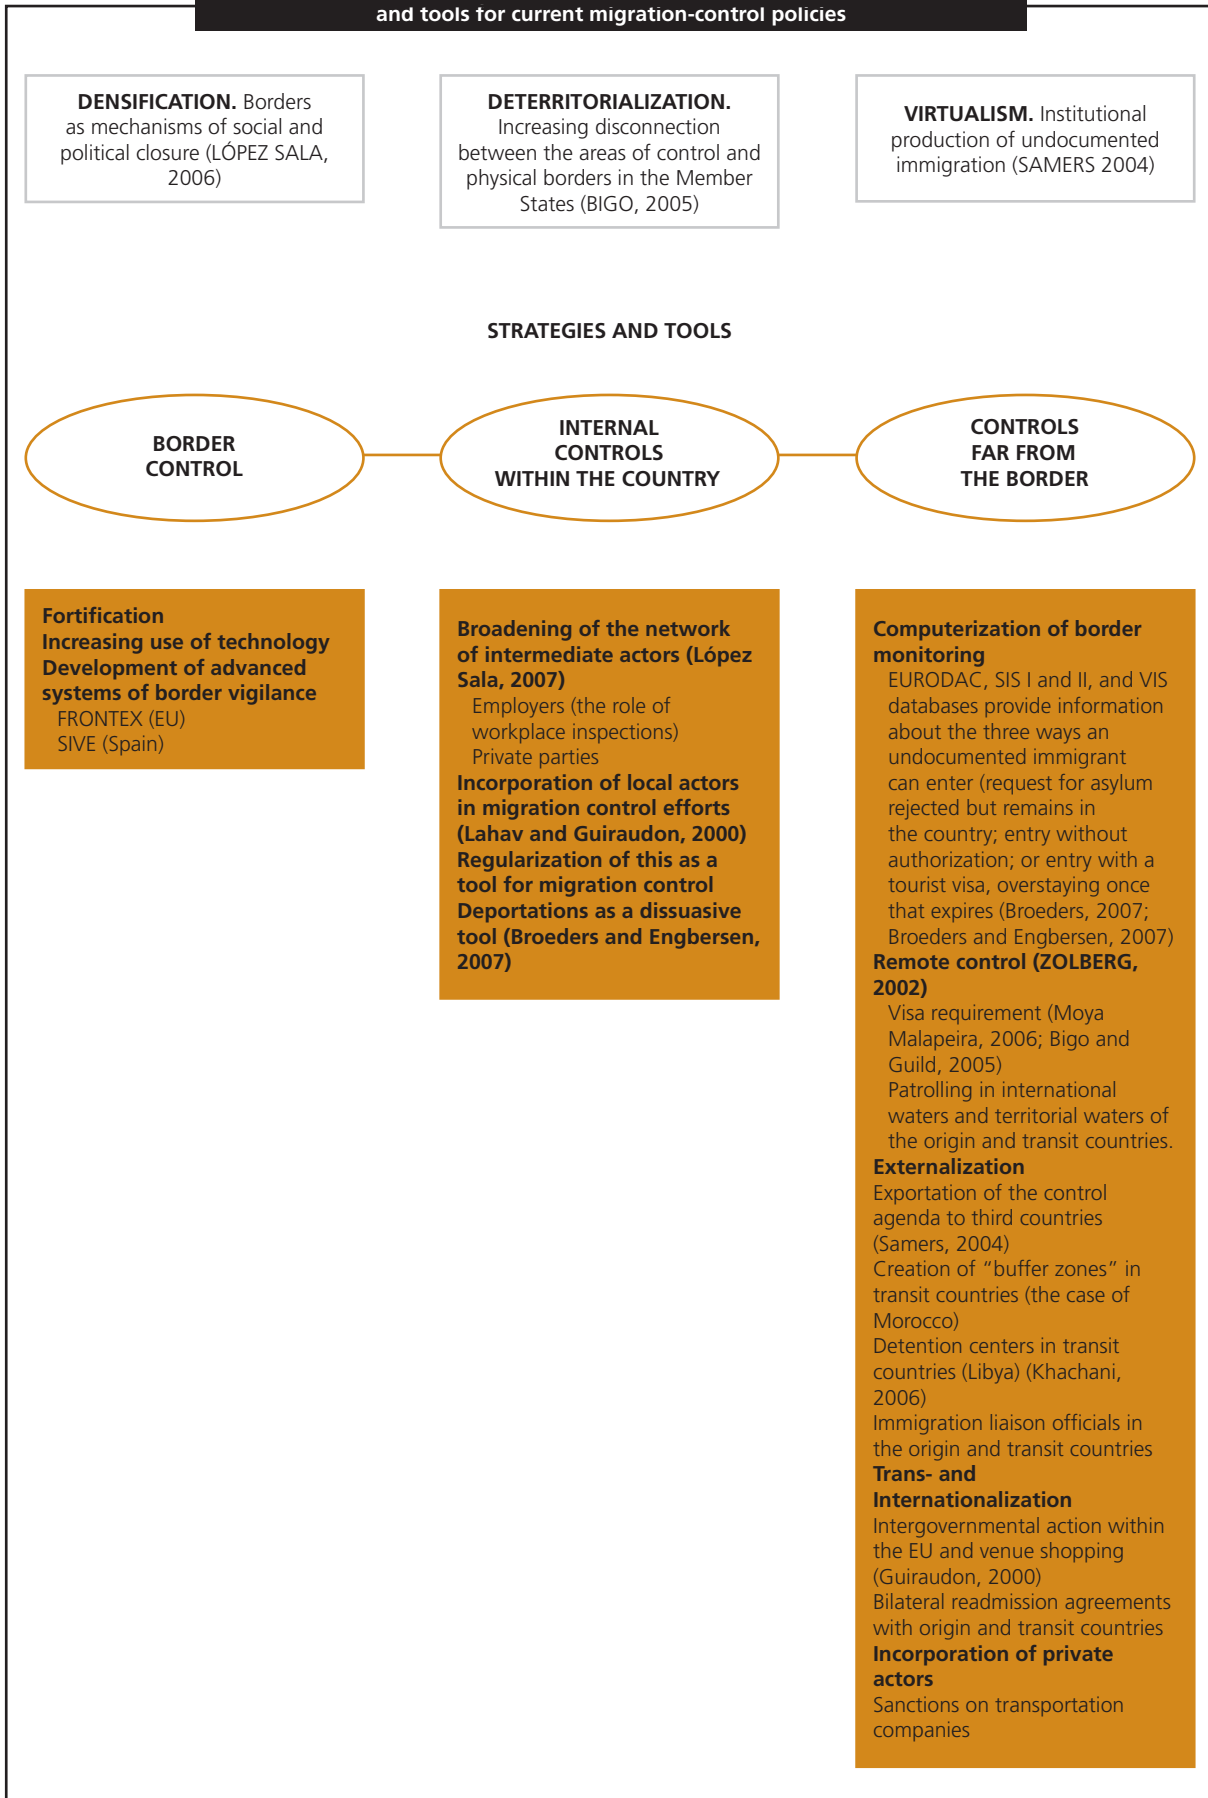 and tools for current migration-control policies
DENSIFICATION. Borders
as mechanisms of social and
political closure (LÓPEZ SALA,
2006)
DETERRITORIALIZATION.
Increasing disconnection
between the areas of control and
physical borders in the Member
States (BIGO, 2005)
VIRTUALISM. Institutional
production of undocumented
immigration (SAMERS 2004)
STRATEGIES AND TOOLS
BORDER
CONTROL
INTERNAL
CONTROLS
WITHIN THE COUNTRY
CONTROLS
FAR FROM
THE BORDER
Fortification
Increasing use of technology
Development of advanced
systems of border vigilance
FRONTEX (EU)
SIVE (Spain)
Broadening of the network
of intermediate actors (López
Sala, 2007)
Employers (the role of
workplace inspections)
Private parties
Incorporation of local actors
in migration control efforts
(Lahav and Guiraudon, 2000)
Regularization of this as a
tool for migration control
Deportations as a dissuasive
tool (Broeders and Engbersen,
2007)
Computerization of border
monitoring
EURODAC, SIS I and II, and VIS
databases provide information
about the three ways an
undocumented immigrant
can enter (request for asylum
rejected but remains in
the country; entry without
authorization; or entry with a
tourist visa, overstaying once
that expires (Broeders, 2007;
Broeders and Engbersen, 2007)
Remote control (ZOLBERG,
2002)
Visa requirement (Moya
Malapeira, 2006; Bigo and
Guild, 2005)
Patrolling in international
waters and territorial waters of
the origin and transit countries.
Externalization
Exportation of the control
agenda to third countries
(Samers, 2004)
Creation of “buffer zones” in
transit countries (the case of
Morocco)
Detention centers in transit
countries (Libya) (Khachani,
2006)
Immigration liaison officials in
the origin and transit countries
Trans- and
Internationalization
Intergovernmental action within
the EU and venue shopping
(Guiraudon, 2000)
Bilateral readmission agreements
with origin and transit countries
Incorporation of private
actors
Sanctions on transportation
companies